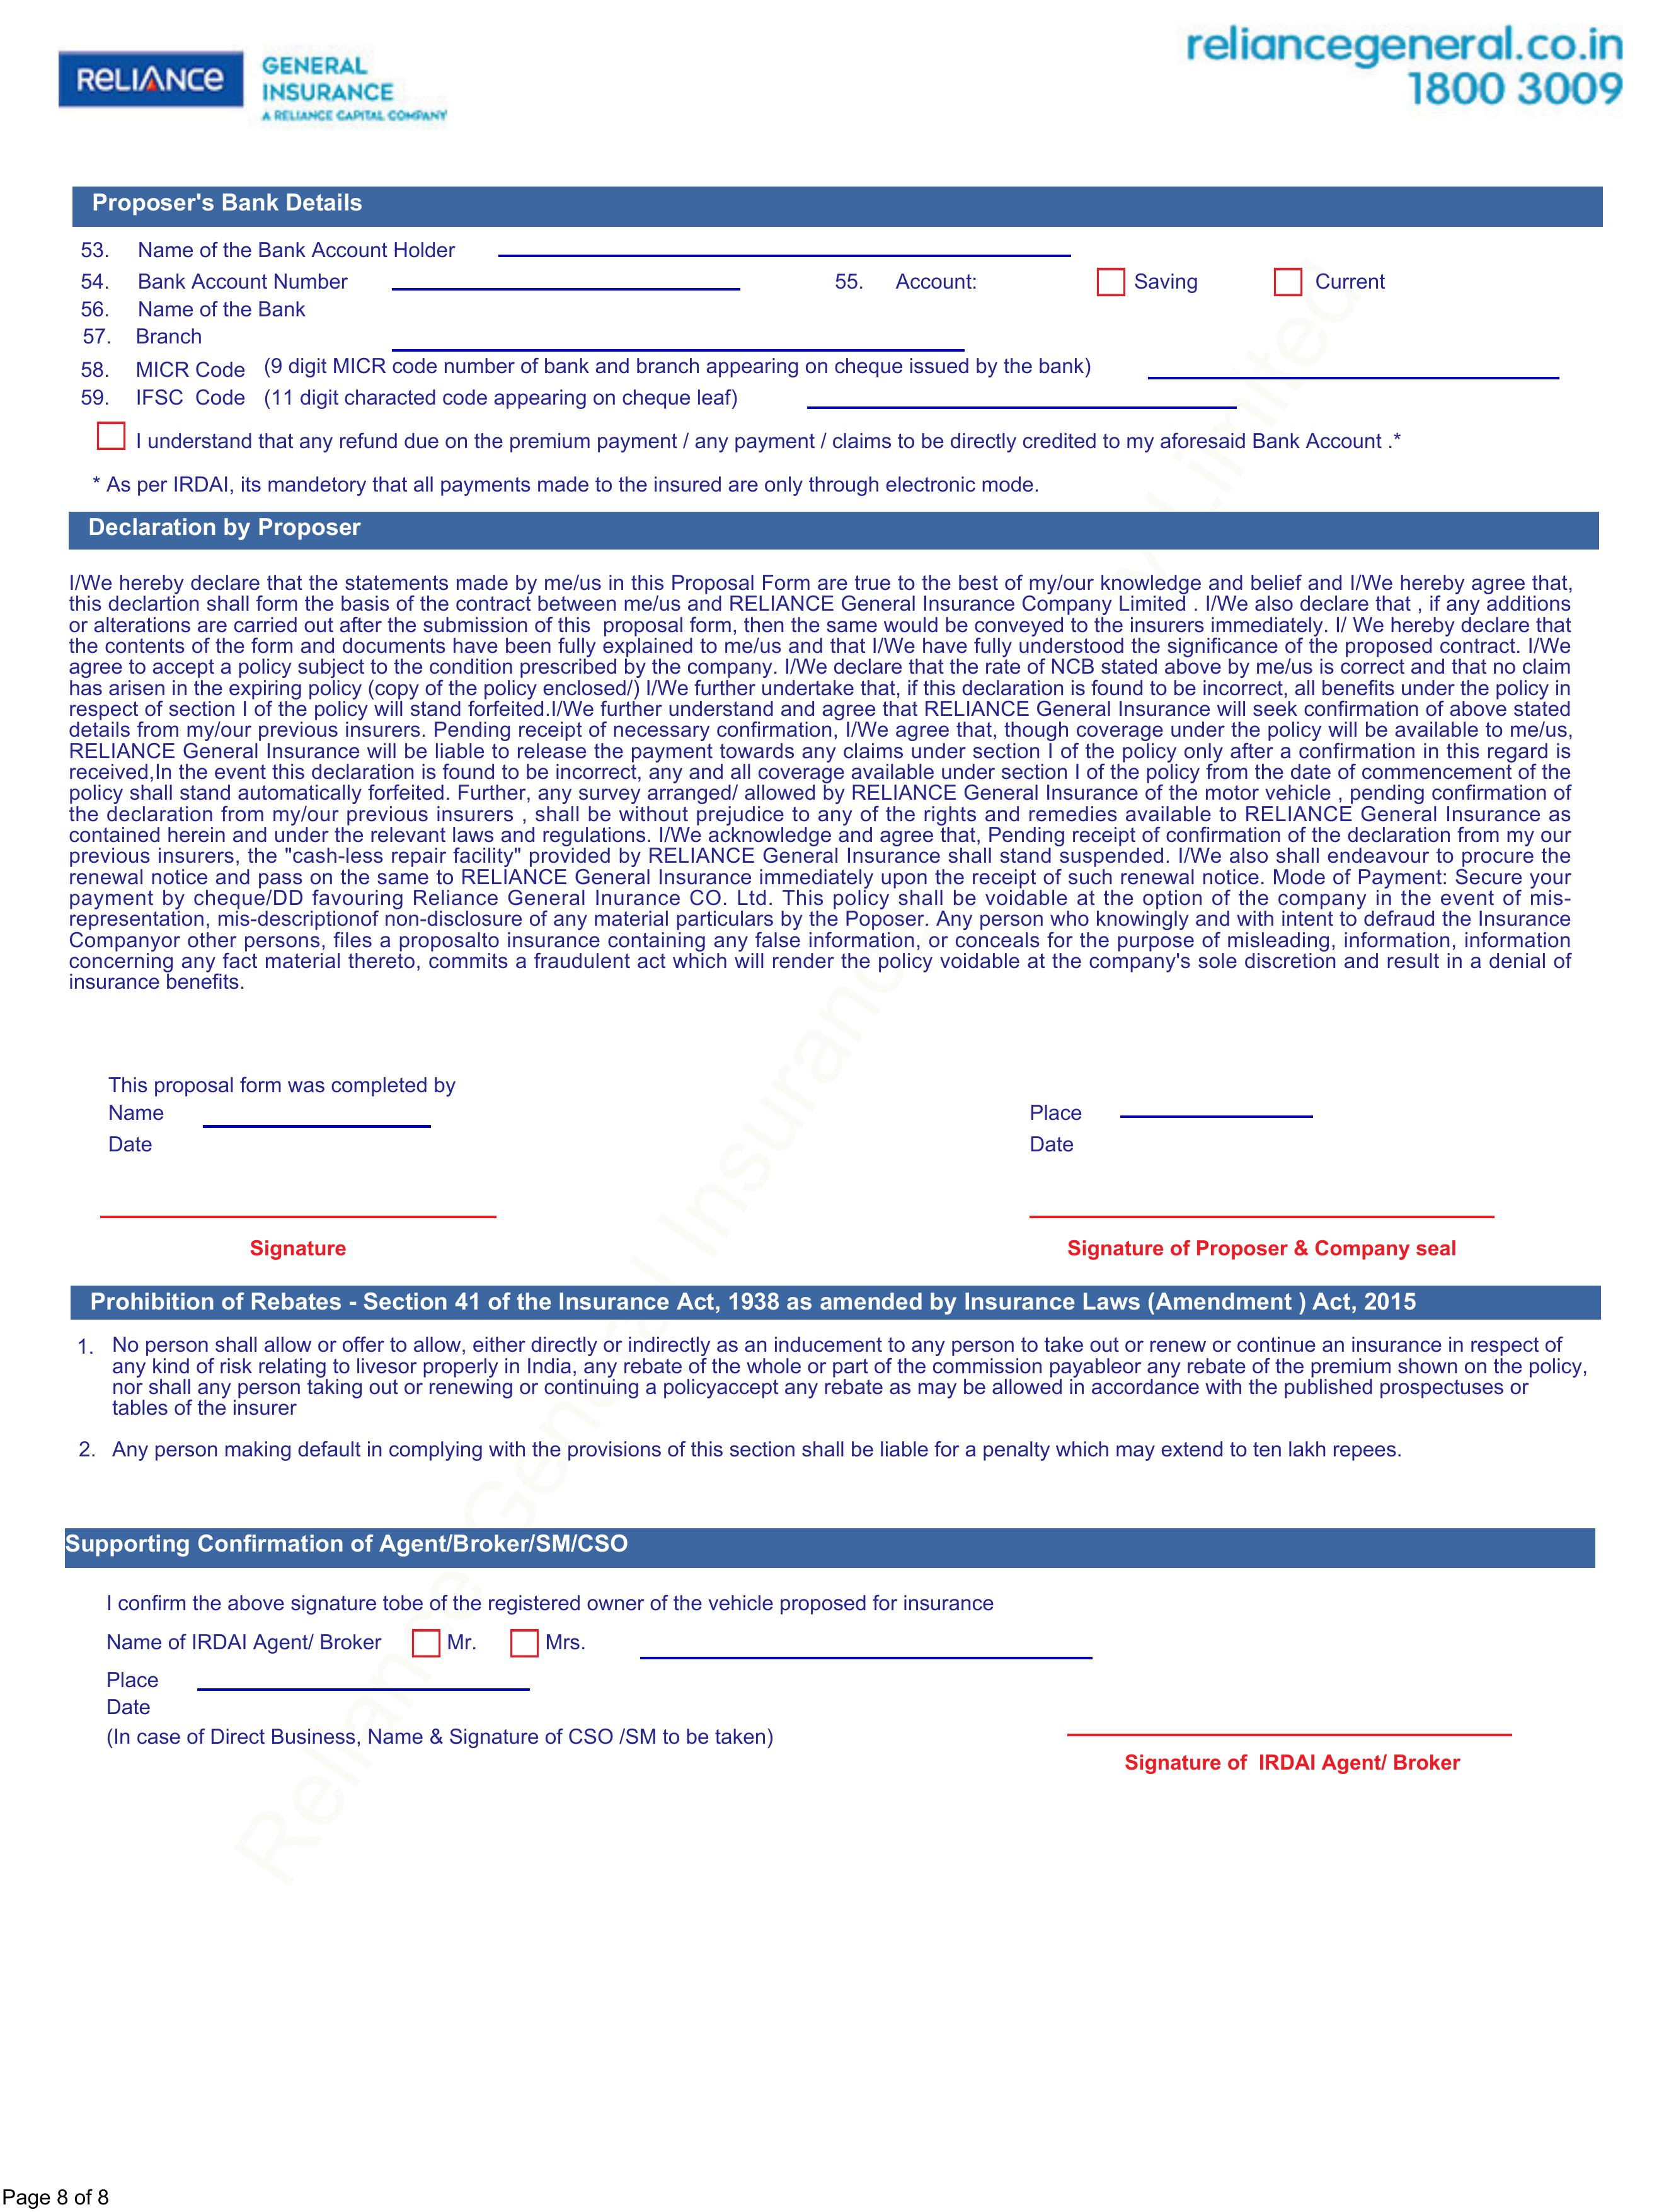 RELIANCE
GENERAL
INSURANCE
A RELIANCE CAPITAL COMPANY
reliancegeneral.co.in
1800 3009
Proposer's Bank Details
53. Name of the Bank Account Holder
54. Bank Account Number 55. Account: Saving Current
56. Name of the Bank
57. Branch
58. MICR Code (9 digit MICR code number of bank and branch appearing on cheque issued by the bank)
59. IFSC Code (11 digit characted code appearing on cheque leaf)
I understand that any refund due on the premium payment / any payment / claims to be directly credited to my aforesaid Bank Account .*
* As per IRDAI, its mandetory that all payments made to the insured are only through electronic mode.
Declaration by Proposer
I/We hereby declare that the statements made by me/us in this Proposal Form are true to the best of my/our knowledge and belief and I/We hereby agree that,
this declartion shall form the basis of the contract between me/us and RELIANCE General Insurance Company Limited . I/We also declare that , if any additions
or alterations are carried out after the submission of this proposal form, then the same would be conveyed to the insurers immediately. I/ We hereby declare that
the contents of the form and documents have been fully explained to me/us and that I/We have fully understood the significance of the proposed contract. I/We
agree to accept a policy subject to the condition prescribed by the company. I/We declare that the rate of NCB stated above by me/us is correct and that no claim
has arisen in the expiring policy (copy of the policy enclosed/) I/We further undertake that, if this declaration is found to be incorrect, all benefits under the policy in
respect of section I of the policy will stand forfeited.I/We further understand and agree that RELIANCE General Insurance will seek confirmation of above stated
details from my/our previous insurers. Pending receipt of necessary confirmation, I/We agree that, though coverage under the policy will be available to me/us,
RELIANCE General Insurance will be liable to release the payment towards any claims under section I of the policy only after a confirmation in this regard is
received,In the event this declaration is found to be incorrect, any and all coverage available under section I of the policy from the date of commencement of the
policy shall stand automatically forfeited. Further, any survey arranged/ allowed by RELIANCE General Insurance of the motor vehicle , pending confirmation of
the declaration from my/our previous insurers , shall be without prejudice to any of the rights and remedies available to RELIANCE General Insurance as
contained herein and under the relevant laws and regulations. I/We acknowledge and agree that, Pending receipt of confirmation of the declaration from my our
previous insurers, the "cash-less repair facility" provided by RELIANCE General Insurance shall stand suspended. I/We also shall endeavour to procure the
renewal notice and pass on the same to RELIANCE General Insurance immediately upon the receipt of such renewal notice. Mode of Payment: Secure your
payment by cheque/DD favouring Reliance General Inurance CO. Ltd. This policy shall be voidable at the option of the company in the event of mis-
representation, mis-descriptionof non-disclosure of any material particulars by the Poposer. Any person who knowingly and with intent to defraud the Insurance
Companyor other persons, files a proposalto insurance containing any false information, or conceals for the purpose of misleading, information, information
concerning any fact material thereto, commits a fraudulent act which will render the policy voidable at the company's sole discretion and result in a denial of
insurance benefits.
This proposal form was completed by
Name Place
Date Date
Signature Signature of Proposer & Company seal
Prohibition of Rebates - Section 41 of the Insurance Act, 1938 as amended by Insurance Laws (Amendment ) Act, 2015
1. No person shall allow or offer to allow, either directly or indirectly as an inducement to any person to take out or renew or continue an insurance in respect of
any kind of risk relating to livesor properly in India, any rebate of the whole or part of the commission payableor any rebate of the premium shown on the policy,
nor shall any person taking out or renewing or continuing a policyaccept any rebate as may be allowed in accordance with the published prospectuses or
tables of the insurer
2. Any person making default in complying with the provisions of this section shall be liable for a penalty which may extend to ten lakh repees.
Supporting Confirmation of Agent/Broker/SM/CSO
I confirm the above signature tobe of the registered owner of the vehicle proposed for insurance
Name of IRDAI Agent/ Broker Mr. Mrs.
Place
Date
(In case of Direct Business, Name & Signature of CSO /SM to be taken)
Signature of IRDAI Agent/ Broker
Page 8 of 8